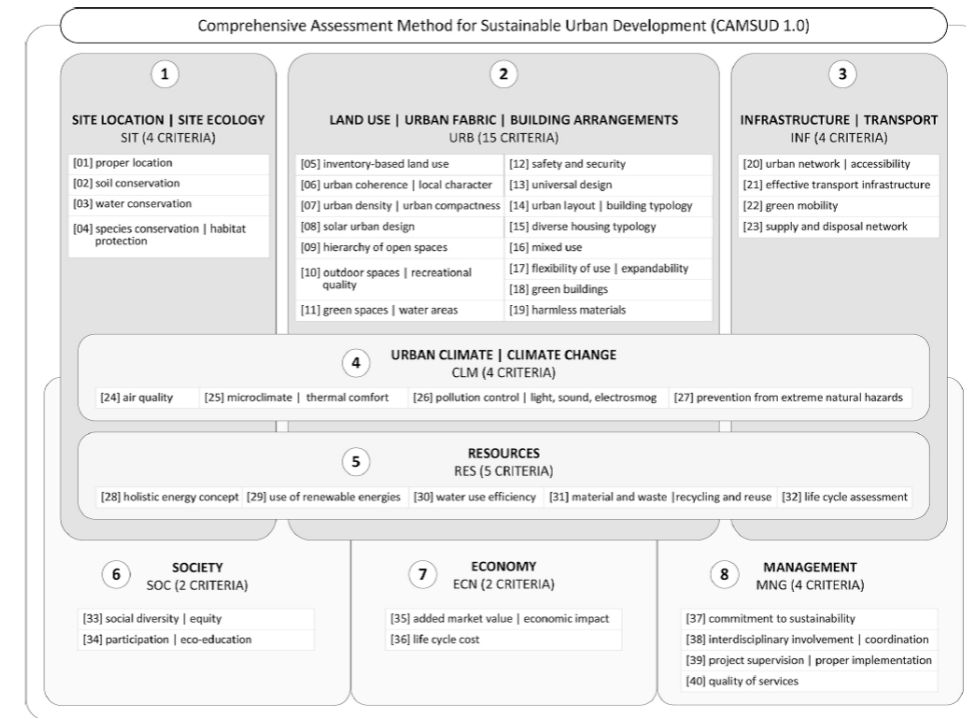 Comprehensive Assessment Method for Sustainable Urban Development (CAMSUD 1.0)
1
SITE LOCATION | SITE ECOLOGY
SIT (4 CRITERIA)
[01] proper location
[02] soil conservation
[03] water conservation
[04] species conservation | habitat
protection
2
LAND USE | URBAN FABRIC | BUILDING ARRANGEMENTS
URB (15 CRITERIA)
[05] inventory-based land use
[06] urban coherence | local character
[07] urban density | urban compactness
[08] solar urban design
[09] hierarchy of open spaces
[10] outdoor spaces | recreational
quality
[11] green spaces | water areas
[12] safety and security
[13] universal design
[14] urban layout | building typology
[15] diverse housing typology
[16] mixed use
[17] flexibility of use | expandability
[18] green buildings
[19] harmless materials
3
INFRASTRUCTURE | TRANSPORT
INF (4 CRITERIA)
[20] urban network | accessibility
[21] effective transport infrastructure
[22] green mobility
[23] supply and disposal network
4
URBAN CLIMATE | CLIMATE CHANGE
CLM (4 CRITERIA)
[24] air quality
[25] microclimate | thermal comfort
[26] pollution control | light, sound, electrosmog
[27] prevention from extreme natural hazards
5
RESOURCES
RES (5 CRITERIA)
[28] holistic energy concept
[29] use of renewable energies
[30] water use efficiency
[31] material and waste |recycling and reuse
[32] life cycle assessment
6
SOCIETY
SOC (2 CRITERIA)
[33] social diversity | equity
[34] participation | eco-education
7
ECONOMY
ECN (2 CRITERIA)
[35] added market value | economic impact
[36] life cycle cost
8
MANAGEMENT
MNG (4 CRITERIA)
[37] commitment to sustainability
[38] interdisciplinary involvement | coordination
[39] project supervision | proper implementation
[40] quality of services